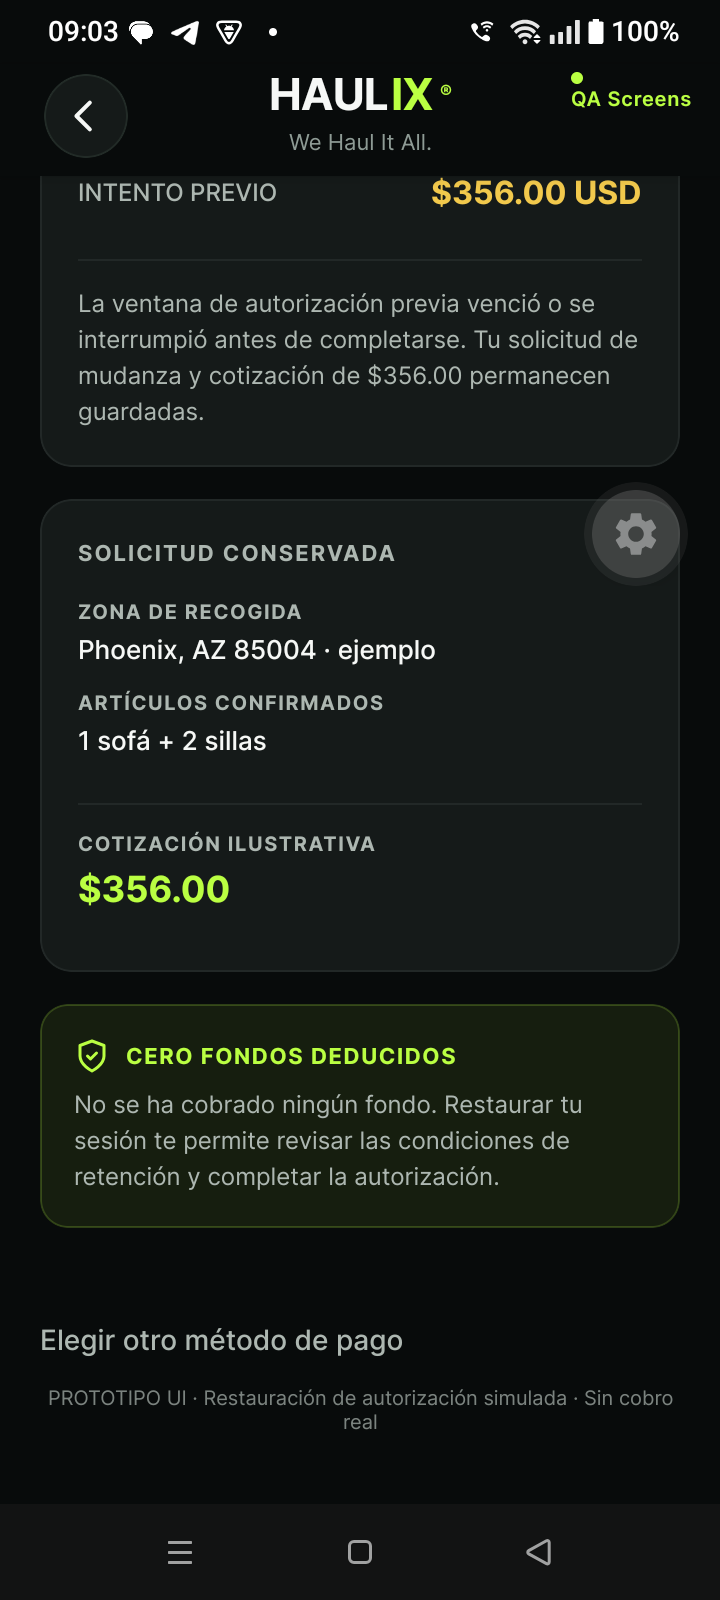 09:03
100%
HAULIX ®
QA Screens
We Haul It All.
INTENTO PREVIO
$356.00 USD
La ventana de autorización previa venció o se
interrumpió antes de completarse. Tu solicitud de
mudanza y cotización de $356.00 permanecen
guardadas.
SOLICITUD CONSERVADA
ZONA DE RECOGIDA
Phoenix, AZ 85004 · ejemplo
ARTÍCULOS CONFIRMADOS
1 sofá + 2 sillas
COTIZACIÓN ILUSTRATIVA
$356.00
CERO FONDOS DEDUCIDOS
No se ha cobrado ningún fondo. Restaurar tu
sesión te permite revisar las condiciones de
retención y completar la autorización.
Elegir otro método de pago
PROTOTIPO UI · Restauración de autorización simulada · Sin cobro
real